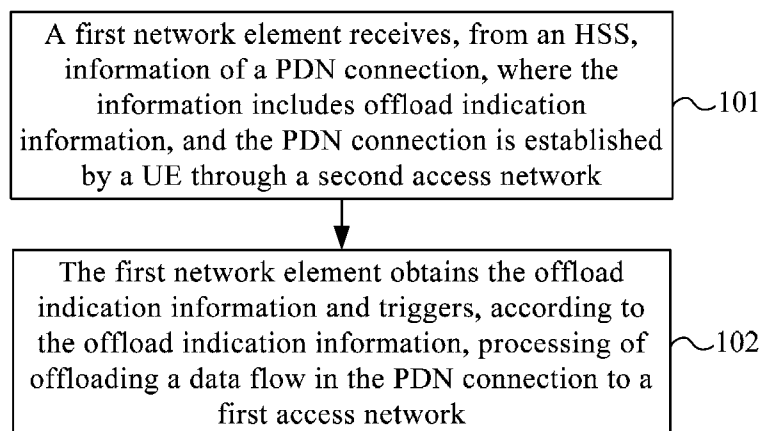 A first network element receives, from an HSS,
information of a PDN connection, where the
information includes offload indication
information, and the PDN connection is established
by a UE through a second access network
101
The first network element obtains the offload
indication information and triggers, according to
the offload indication information, processing of
offloading a data flow in the PDN connection to a
first access network
102